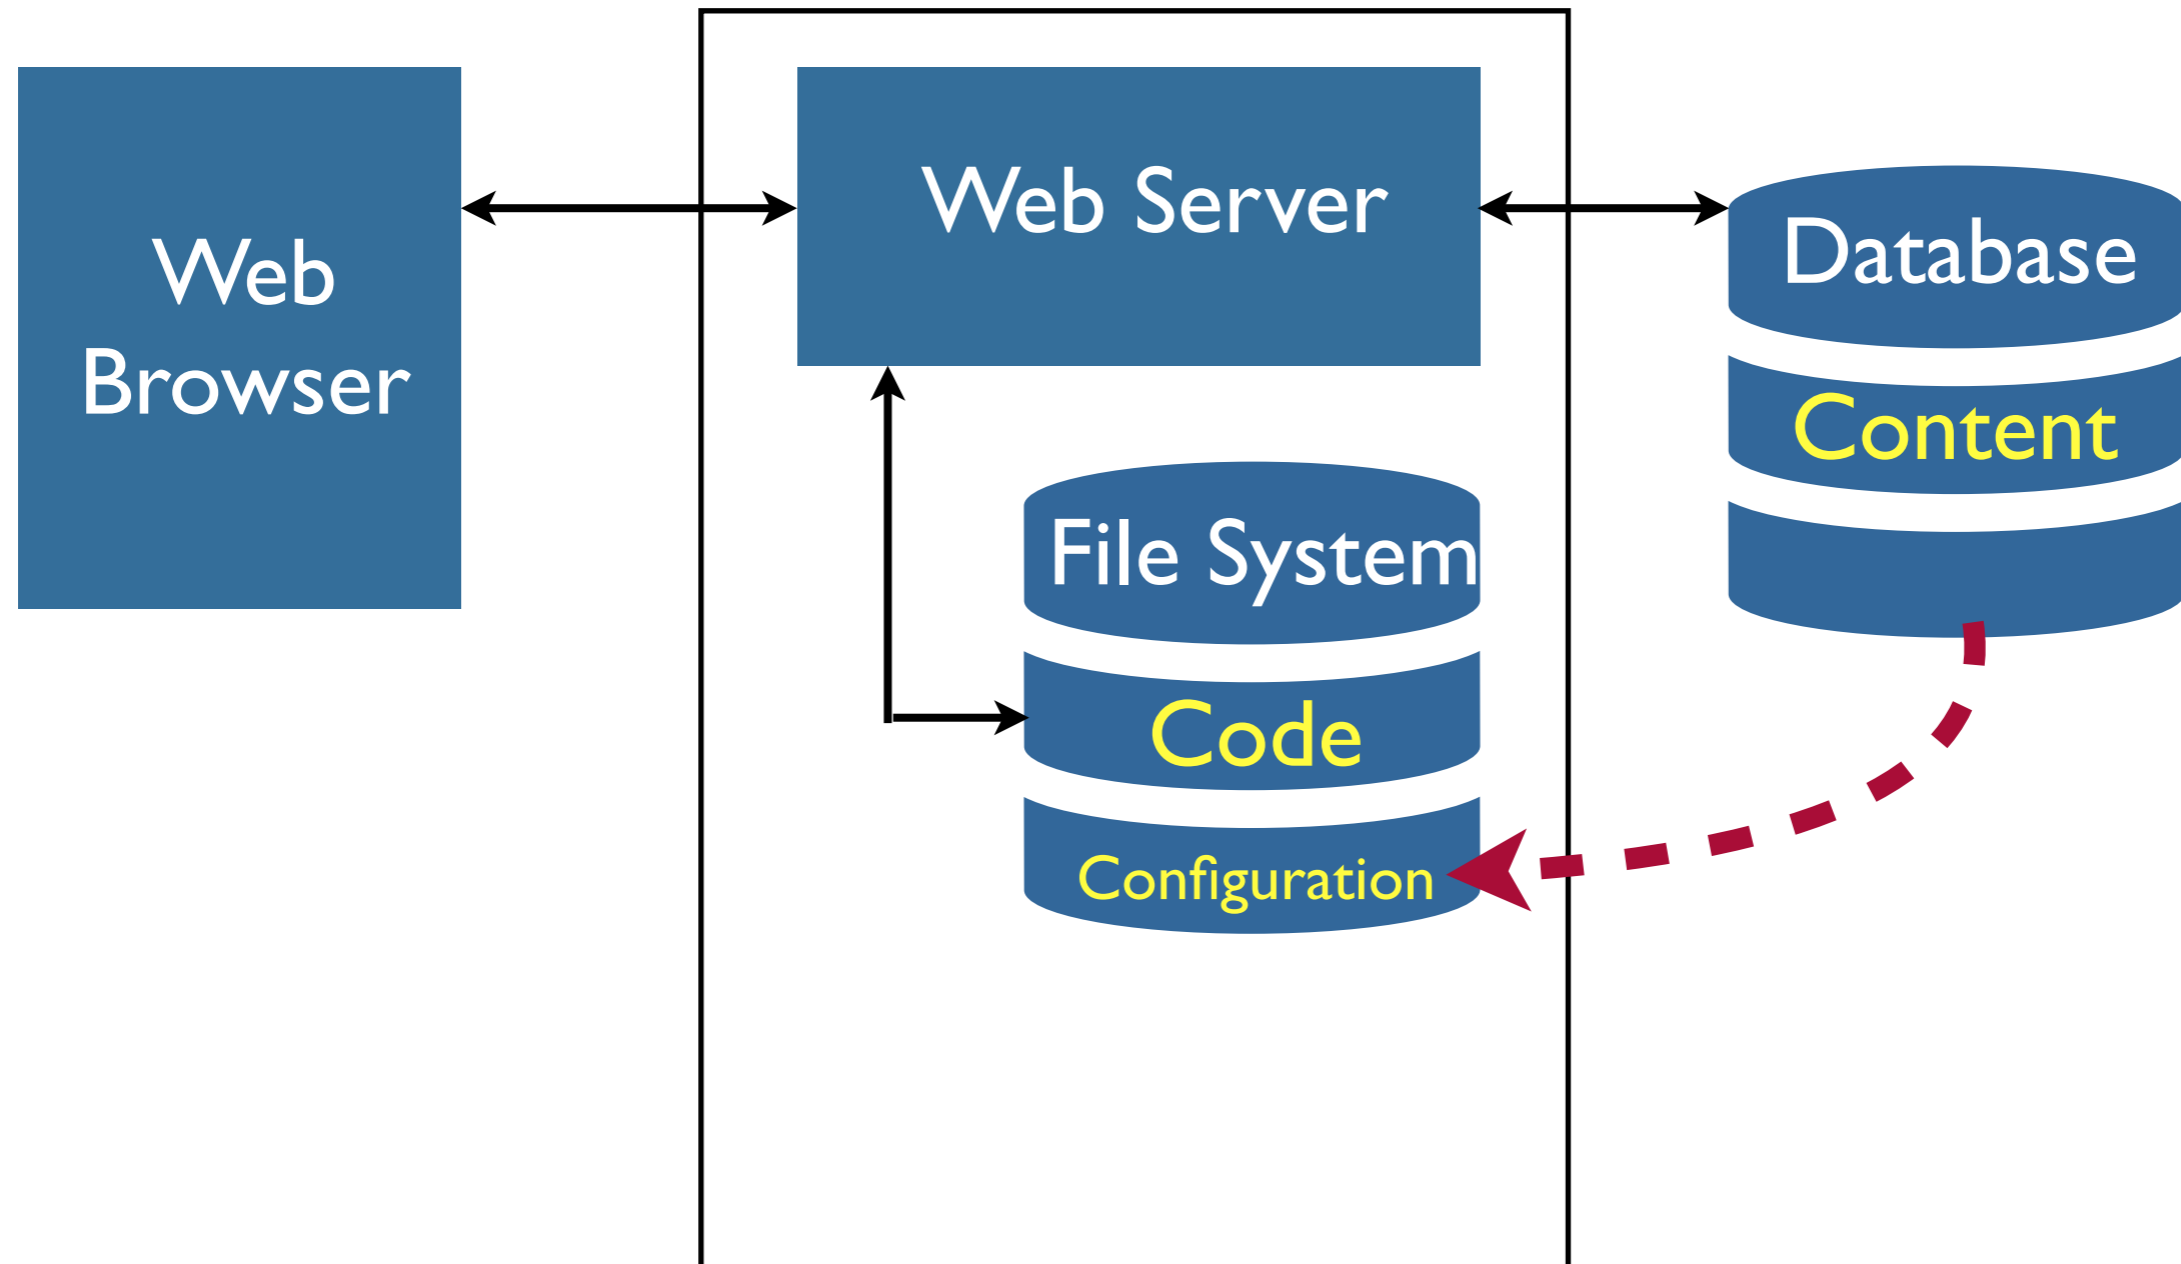 Web
Browser
Web Server
Database
Content
File System
Code
Configuration